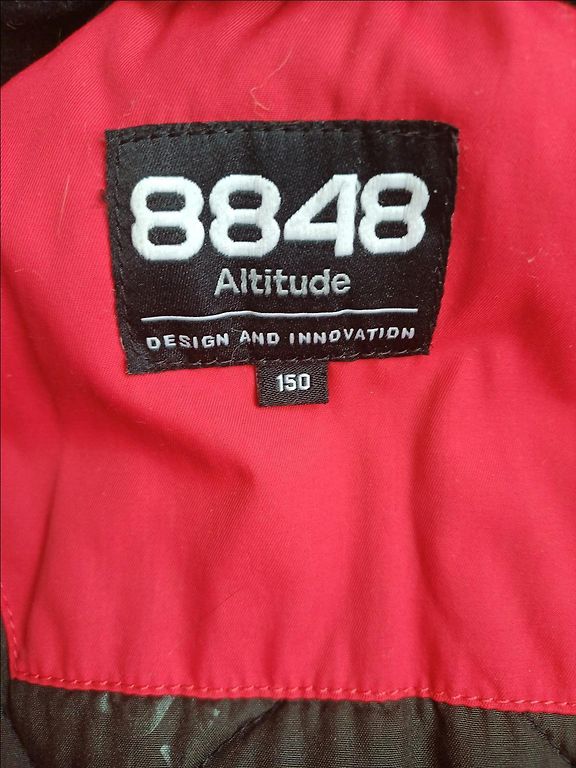 8848
Altitude
DESIGN AND INNOVATION
150